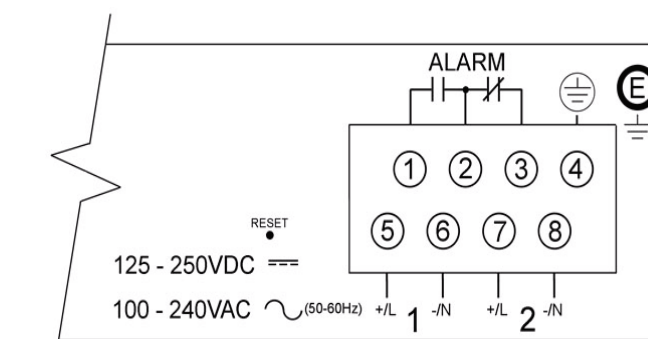 ALARM
E
1 2 3 4
RESET
5 6 7 8
125 - 250VDC
100 - 240VAC (50-60Hz) +/L 1 -/N +/L 2 -/N